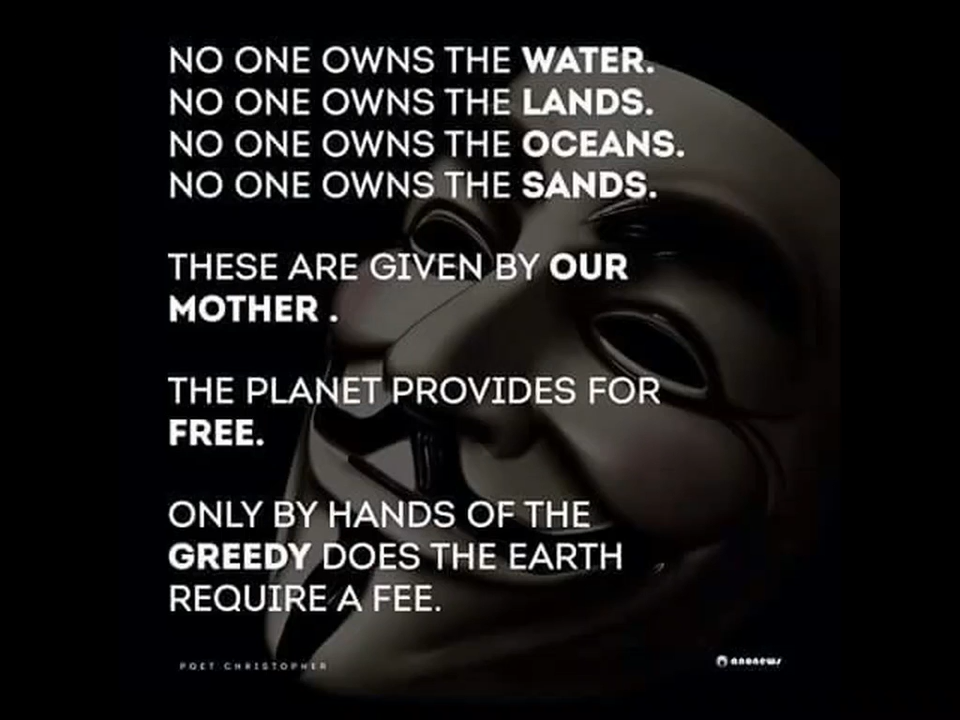 NO ONE OWNS THE WATER.
NO ONE OWNS THE LANDS.
NO ONE OWNS THE OCEANS.
NO ONE OWNS THE SANDS.
THESE ARE GIVEN BY OUR
MOTHER .
THE PLANET PROVIDES FOR
FREE.
ONLY BY HANDS OF THE
GREEDY DOES THE EARTH
REQUIRE A FEE.
POET CHRISTOPHER
anonews